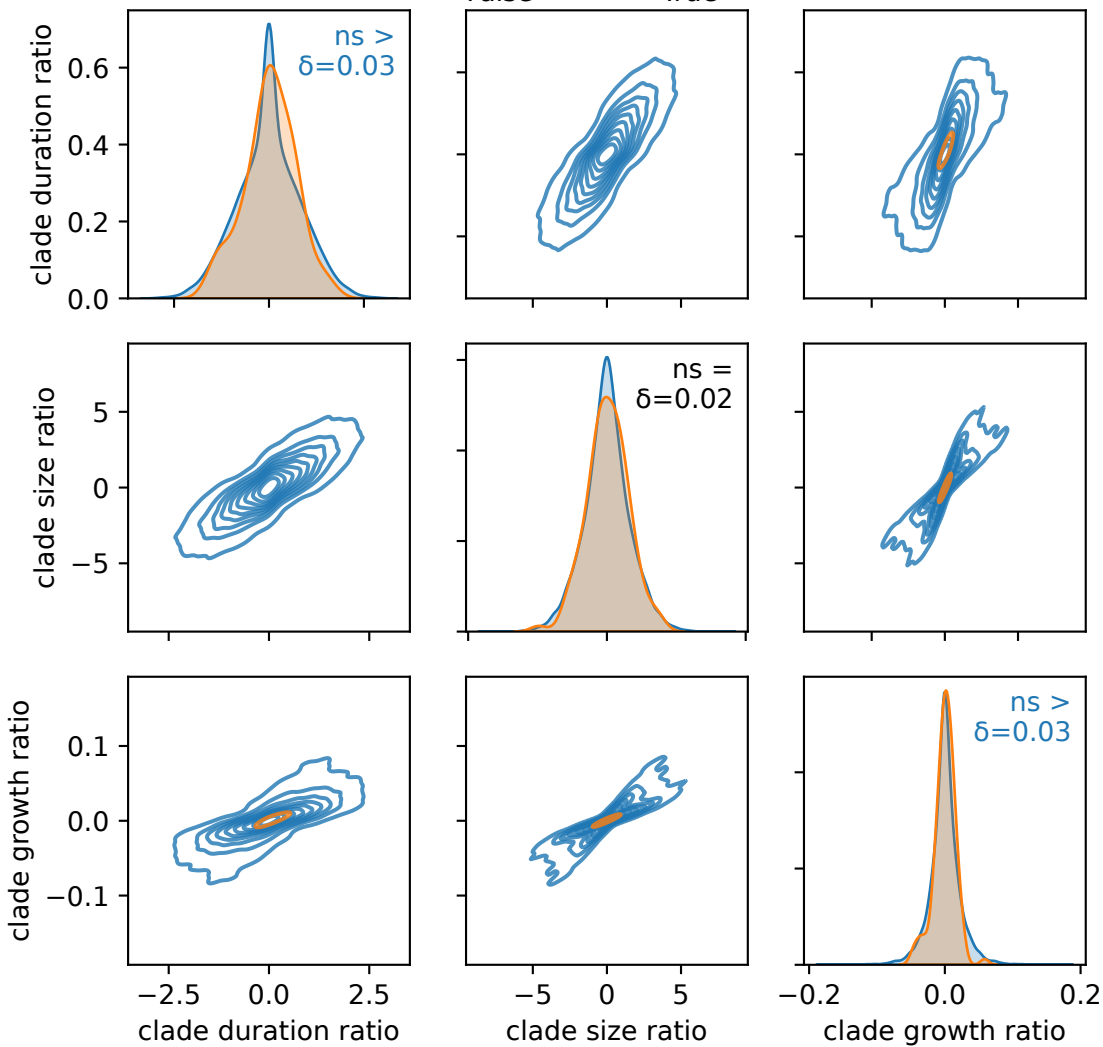 clade duration ratio
0.6
0.4
0.2
0.0
ns >
δ=0.03
clade size ratio
5
0
−5
ns =
δ=0.02
clade growth ratio
0.1
0.0
−0.1
ns >
δ=0.03
−2.5 0.0 2.5
−5 0 5
−0.2 0.0 0.2
clade duration ratio
clade size ratio
clade growth ratio